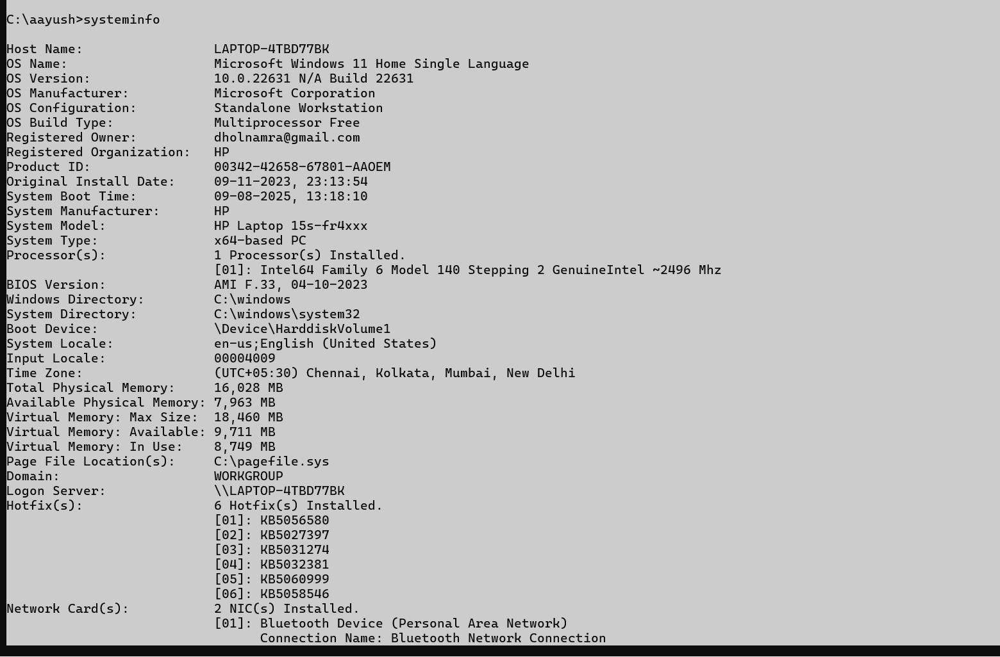 C:\aayush>systeminfo
Host Name: LAPTOP-4TBD77BK
OS Name: Microsoft Windows 11 Home Single Language
OS Version: 10.0.22631 N/A Build 22631
OS Manufacturer: Microsoft Corporation
OS Configuration: Standalone Workstation
OS Build Type: Multiprocessor Free
Registered Owner: dholnamra@gmail.com
Registered Organization: HP
Product ID: 00342-42658-67801-AAOEM
Original Install Date: 09-11-2023, 23:13:54
System Boot Time: 09-08-2025, 13:18:10
System Manufacturer: HP
System Model: HP Laptop 15s-fr4xxx
System Type: x64-based PC
Processor(s): 1 Processor(s) Installed.
[01]: Intel64 Family 6 Model 140 Stepping 2 GenuineIntel ~2496 Mhz
BIOS Version: AMI F.33, 04-10-2023
Windows Directory: C:\windows
System Directory: C:\windows\system32
Boot Device: \Device\HarddiskVolume1
System Locale: en-us;English (United States)
Input Locale: 00004009
Time Zone: (UTC+05:30) Chennai, Kolkata, Mumbai, New Delhi
Total Physical Memory: 16,028 MB
Available Physical Memory: 7,963 MB
Virtual Memory: Max Size: 18,460 MB
Virtual Memory: Available: 9,711 MB
Virtual Memory: In Use: 8,749 MB
Page File Location(s): C:\pagefile.sys
Domain: WORKGROUP
Logon Server: \\LAPTOP-4TBD77BK
Hotfix(s): 6 Hotfix(s) Installed.
[01]: KB5056580
[02]: KB5027397
[03]: KB5031274
[04]: KB5032381
[05]: KB5060999
[06]: KB5058546
Network Card(s): 2 NIC(s) Installed.
[01]: Bluetooth Device (Personal Area Network)
Connection Name: Bluetooth Network Connection